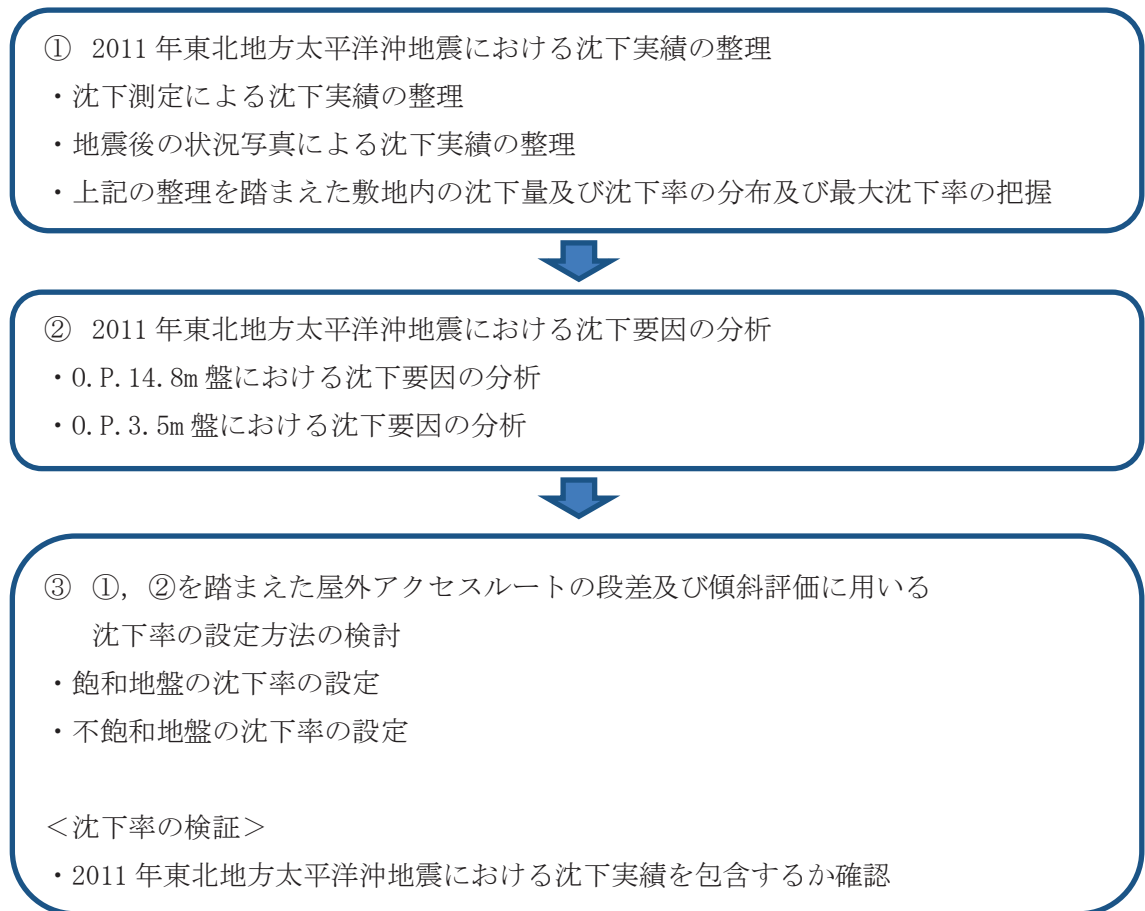 ① 2011年東北地方太平洋沖地震における沈下実績の整理
・沈下測定による沈下実績の整理
・地震後の状況写真による沈下実績の整理
・上記の整理を踏まえた敷地内の沈下量及び沈下率の分布及び最大沈下率の把握
② 2011年東北地方太平洋沖地震における沈下要因の分析
・O.P.14.8m盤における沈下要因の分析
・O.P.3.5m盤における沈下要因の分析
③ ①，②を踏まえた屋外アクセスルートの段差及び傾斜評価に用いる
沈下率の設定方法の検討
・飽和地盤の沈下率の設定
・不飽和地盤の沈下率の設定
＜沈下率の検証＞
・2011年東北地方太平洋沖地震における沈下実績を包含するか確認